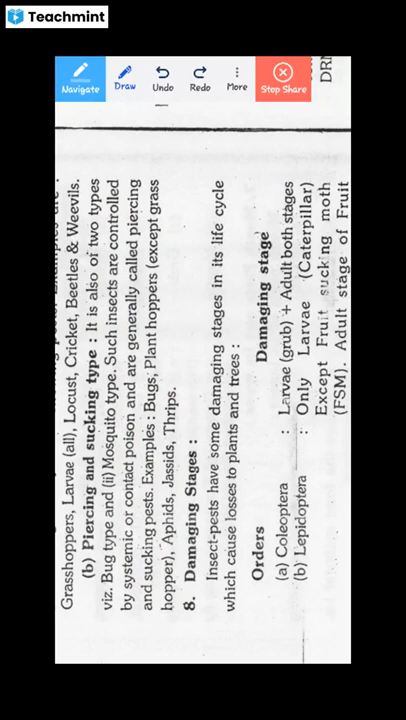 Teachmint
Navigate
Draw
Undo
Redo
More
Stop Share
DRI
Grasshoppers, Larvae (all), Locust, Cricket, Beetles & Weevils.
(b) Piercing and sucking type : It is also of two types
viz. Bug type and (ii) Mosquito type. Such insects are controlled
by systemic or contact poison and are generally called piercing
and sucking pests. Examples : Bugs, Plant hoppers (except grass
hopper), Aphids, Jassids, Thrips.
8. Damaging Stages :
Insect-pests have some damaging stages in its life cycle
which cause losses to plants and trees :
Orders Damaging stage
(a) Coleoptera : Larvae (grub) + Adult both stages
(b) Lepidoptera : Only Larvae (Caterpillar)
Except Fruit sucking moth
(FSM). Adult stage of Fruit